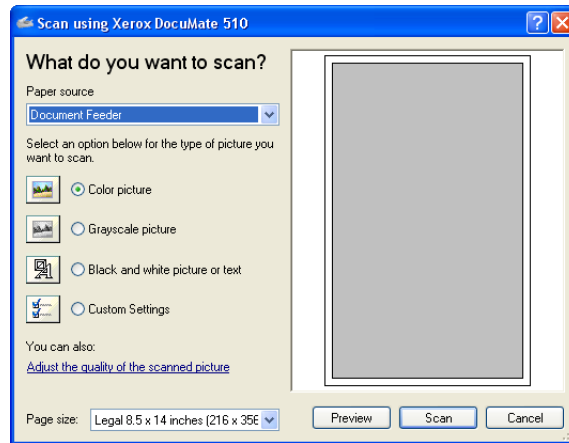 Scan using Xerox DocuMate 510
What do you want to scan?
Paper source
Document Feeder
Select an option below for the type of picture you
want to scan.
Color picture
Grayscale picture
Black and white picture or text
Custom Settings
You can also:
Adjust the quality of the scanned picture
Page size: Legal 8.5 x 14 inches (216 x 356
Preview Scan Cancel